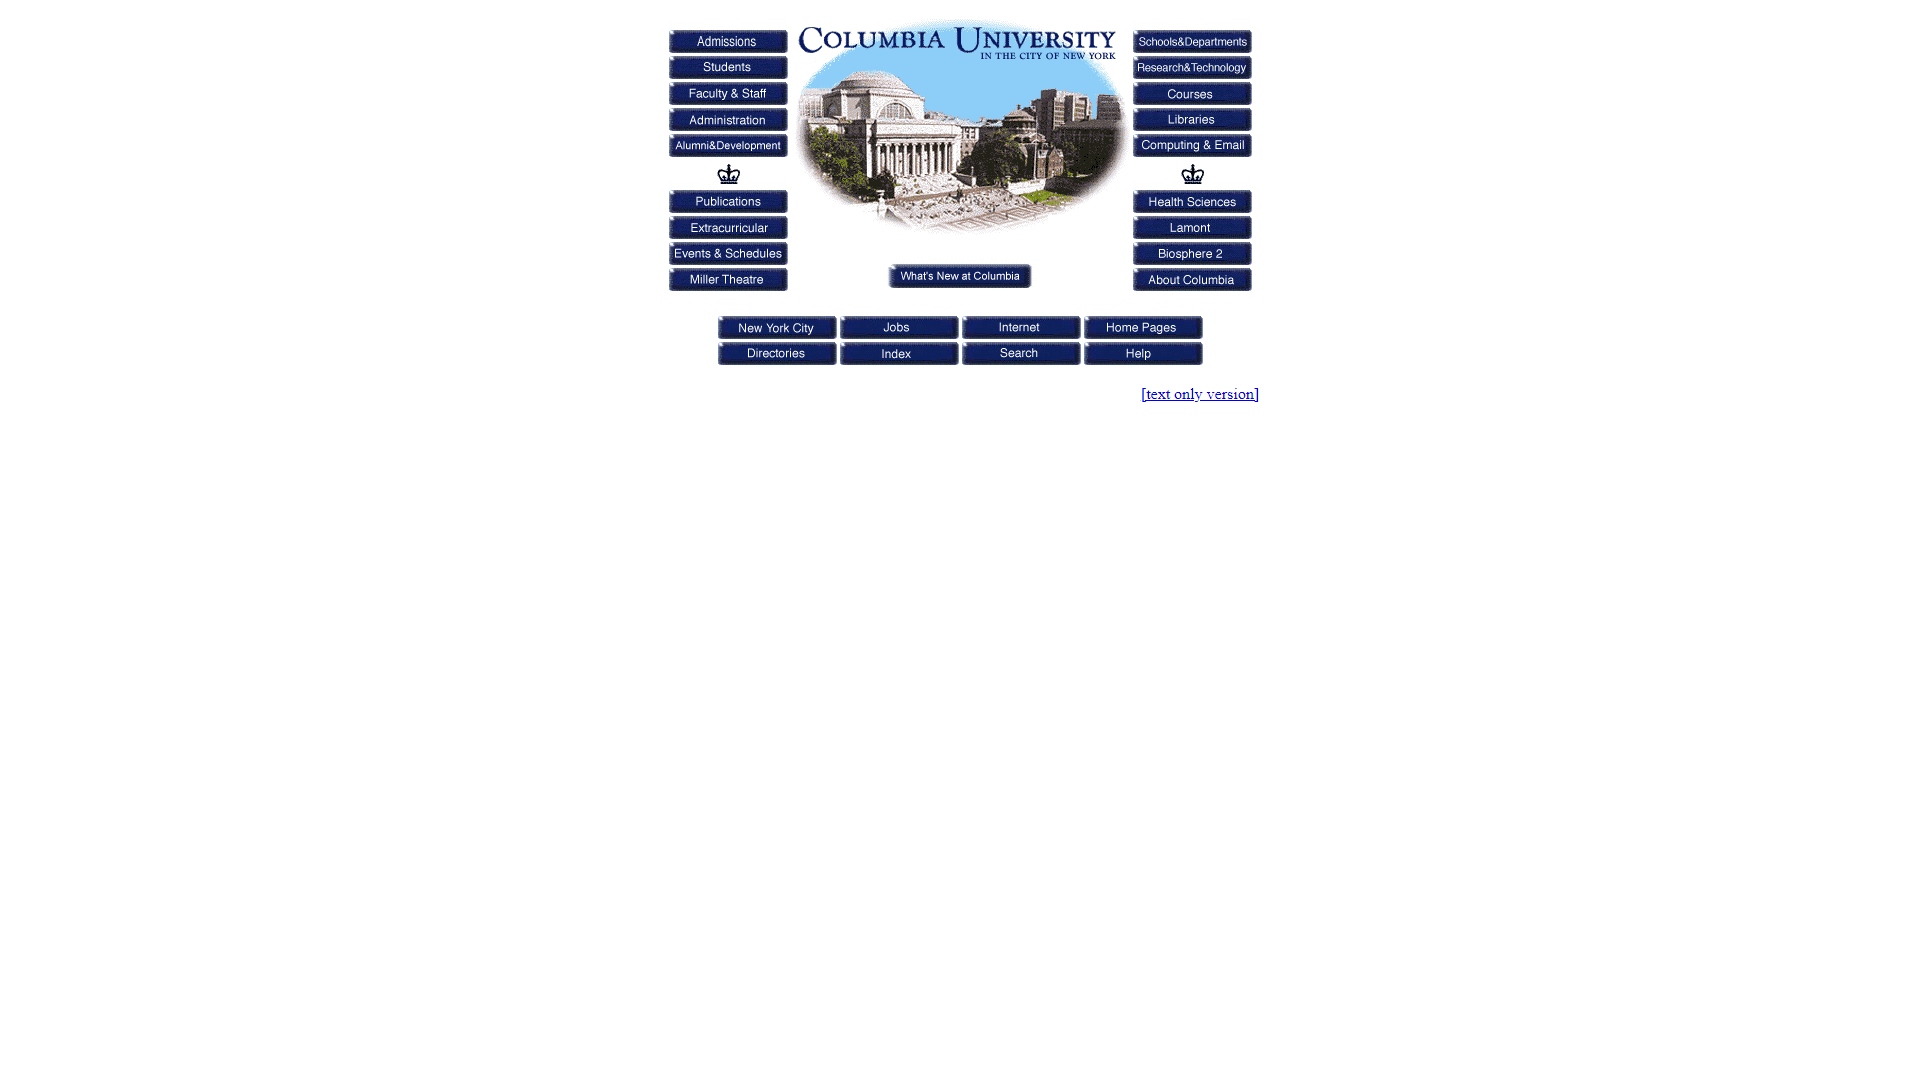 COLUMBIA UNIVERSITY
IN THE CITY OF NEW YORK
Admissions
Students
Faculty & Staff
Administration
Alumni&Development
Publications
Extracurricular
Events & Schedules
Miller Theatre
What's New at Columbia
Schools&Departments
Research&Technology
Courses
Libraries
Computing & Email
Health Sciences
Lamont
Biosphere 2
About Columbia
New York City
Jobs
Internet
Home Pages
Directories
Index
Search
Help
[text only version]